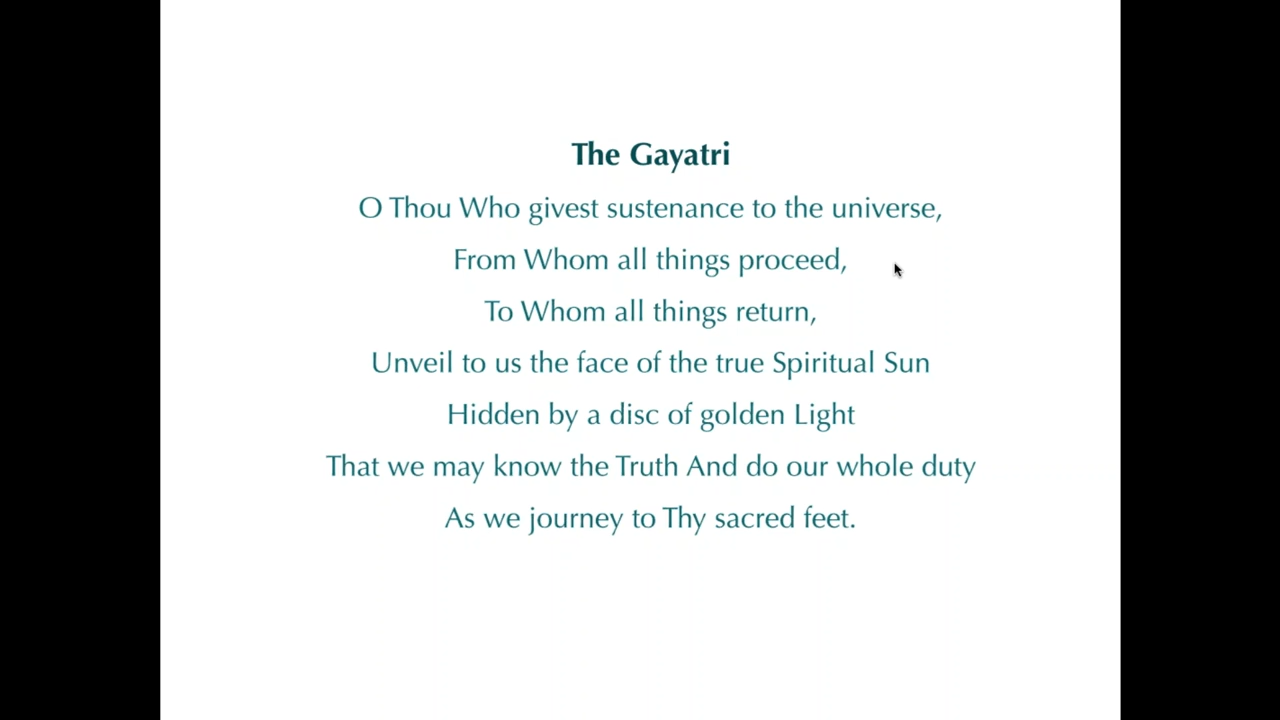 The Gayatri
O Thou Who givest sustenance to the universe,
From Whom all things proceed,
To Whom all things return,
Unveil to us the face of the true Spiritual Sun
Hidden by a disc of golden Light
That we may know the Truth And do our whole duty
As we journey to Thy sacred feet.